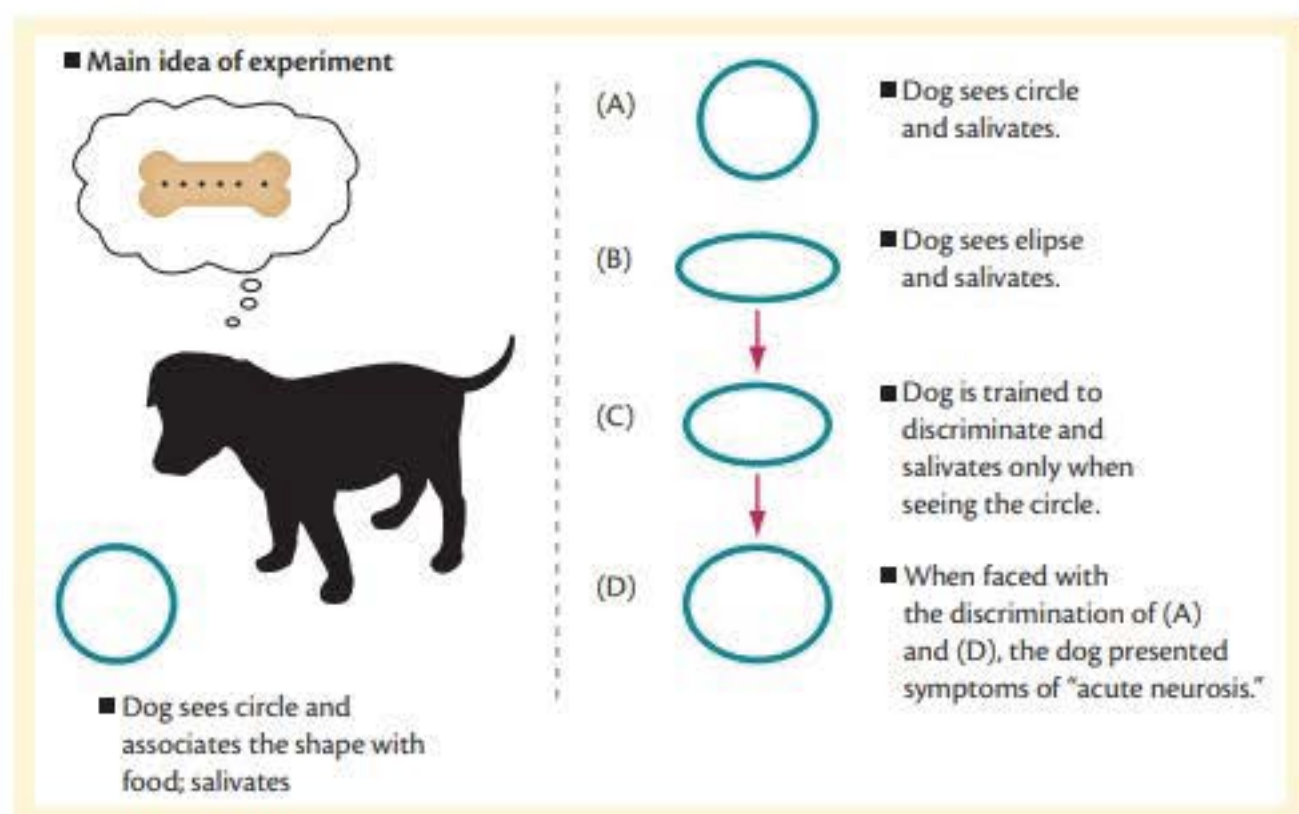 ■ Main idea of experiment
■ Dog sees circle and
associates the shape with
food; salivates
(A)
■ Dog sees circle
and salivates.
(B)
■ Dog sees elipse
and salivates.
(C)
■ Dog is trained to
discriminate and
salivates only when
seeing the circle.
(D)
■ When faced with
the discrimination of (A)
and (D), the dog presented
symptoms of “acute neurosis.”